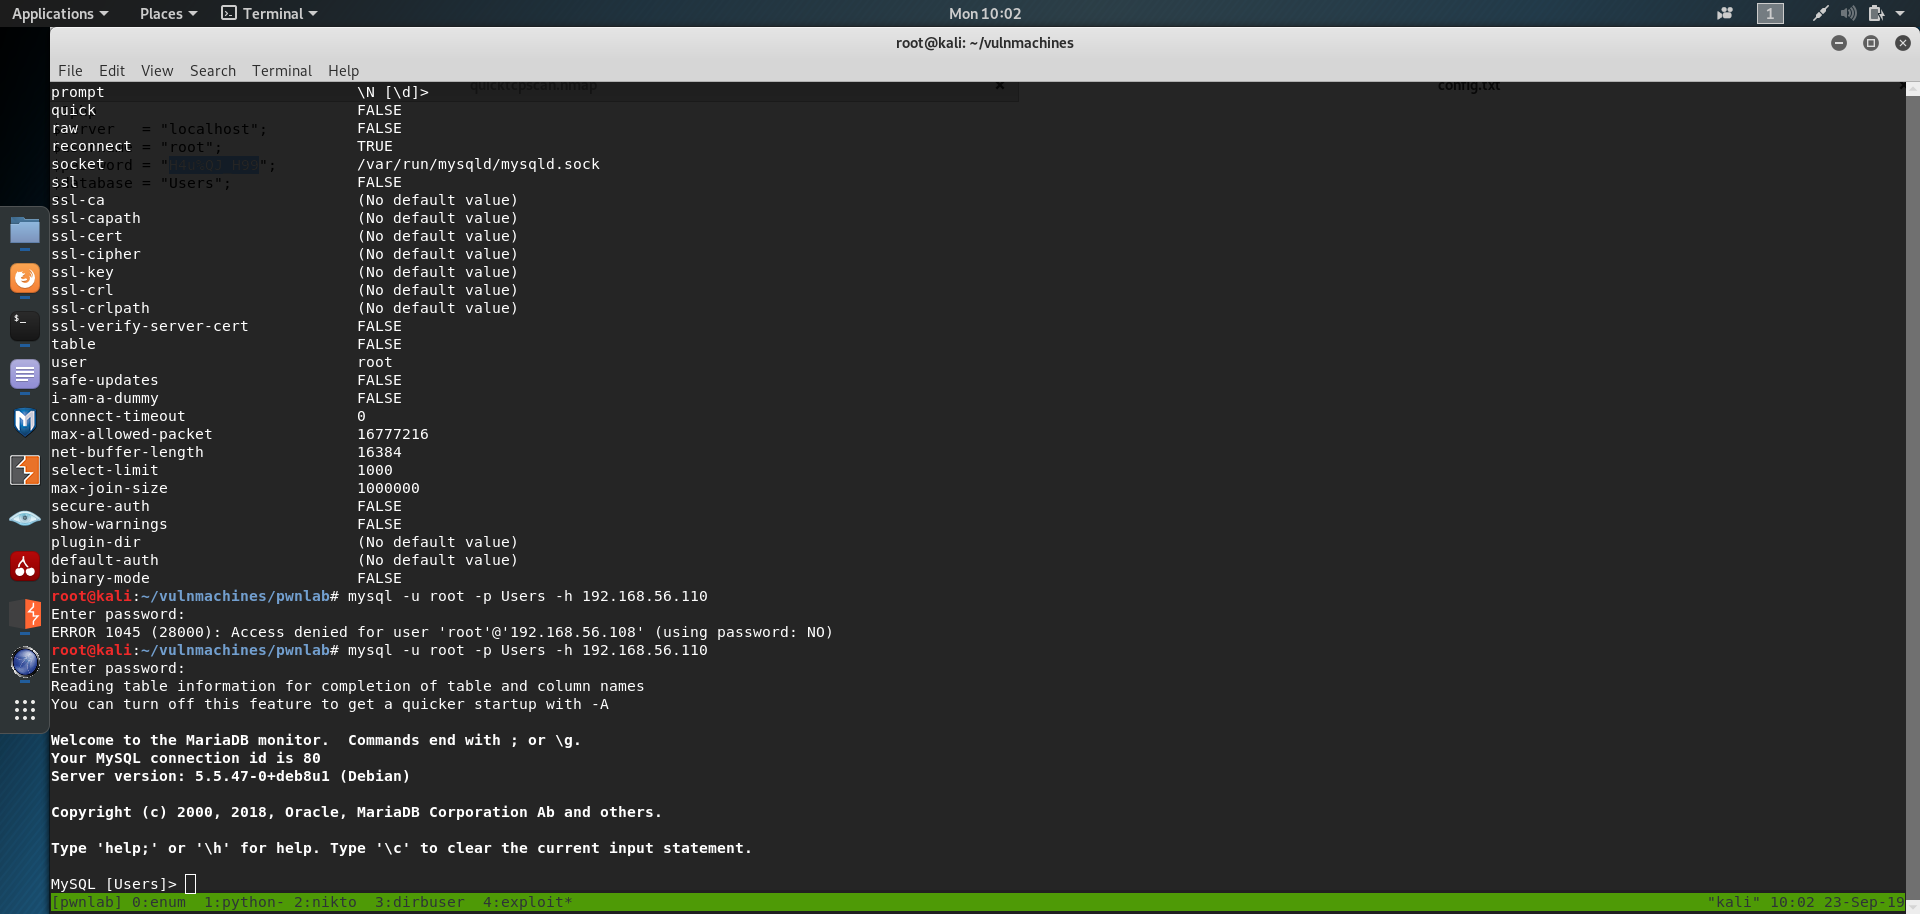 Applications Places Terminal Mon 10:02 1
root@kali: ~/vulnmachines
File Edit View Search Terminal Help
quicktcpscan.nmap config.txt
prompt \N [\d]>
quick FALSE
raw FALSE
server = "localhost";
reconnect TRUE
= "root";
socket /var/run/mysqld/mysqld.sock
ssl FALSE
database = "Users";
ssl-ca (No default value)
ssl-capath (No default value)
ssl-cert (No default value)
ssl-cipher (No default value)
ssl-key (No default value)
ssl-crl (No default value)
ssl-crlpath (No default value)
ssl-verify-server-cert FALSE
table FALSE
user root
safe-updates FALSE
i-am-a-dummy FALSE
connect-timeout 0
max-allowed-packet 16777216
net-buffer-length 16384
select-limit 1000
max-join-size 1000000
secure-auth FALSE
show-warnings FALSE
plugin-dir (No default value)
default-auth (No default value)
binary-mode FALSE
root@kali:~/vulnmachines/pwnlab# mysql -u root -p Users -h 192.168.56.110
Enter password:
ERROR 1045 (28000): Access denied for user 'root'@'192.168.56.108' (using password: NO)
root@kali:~/vulnmachines/pwnlab# mysql -u root -p Users -h 192.168.56.110
Enter password:
Reading table information for completion of table and column names
You can turn off this feature to get a quicker startup with -A
Welcome to the MariaDB monitor.  Commands end with ; or \g.
Your MySQL connection id is 80
Server version: 5.5.47-0+deb8u1 (Debian)
Copyright (c) 2000, 2018, Oracle, MariaDB Corporation Ab and others.
Type 'help;' or '\h' for help. Type '\c' to clear the current input statement.
MySQL [Users]>
[pwnlab] 0:enum  1:python- 2:nikto  3:dirbuser  4:exploit* "kali" 10:02 23-Sep-19